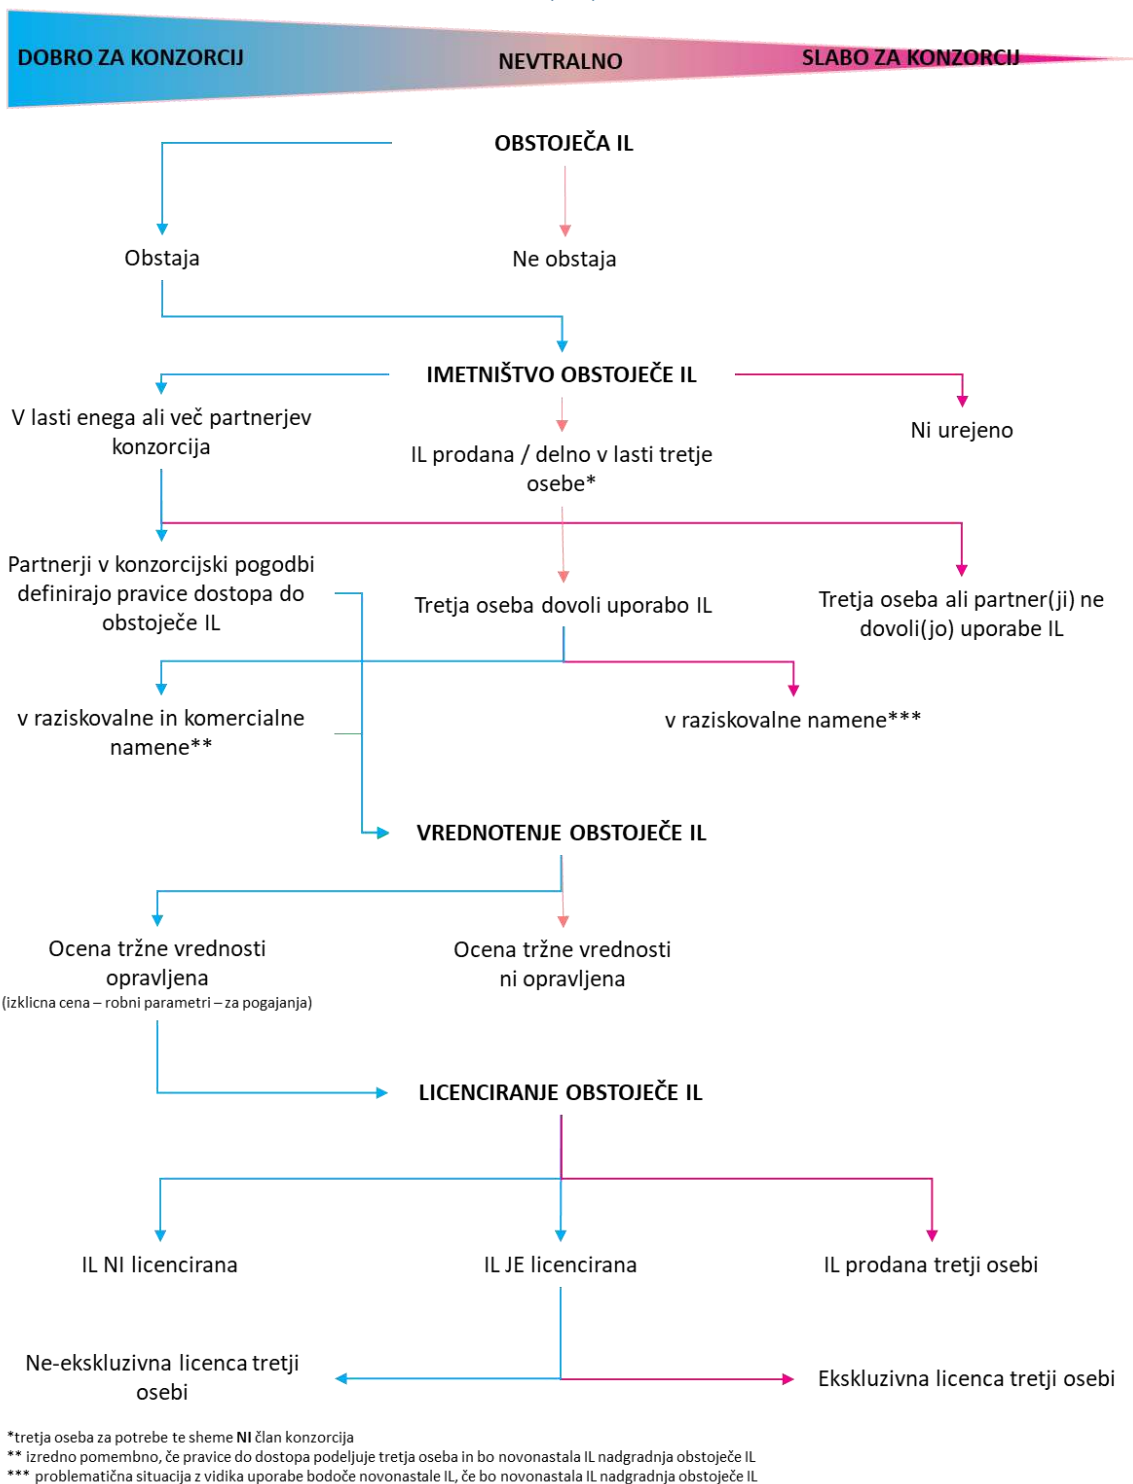 DOBRO ZA KONZORCIJ
NEVTRALNO
SLABO ZA KONZORCIJ
OBSTOJEČA IL
Obstaja
Ne obstaja
IMETNIŠTVO OBSTOJEČE IL
V lasti enega ali več partnerjev
konzorcija
IL prodana / delno v lasti tretje
osebe*
Ni urejeno
Partnerji v konzorcijski pogodbi
definirajo pravice dostopa do
obstoječe IL
Tretja oseba dovoli uporabo IL
Tretja oseba ali partner(ji) ne
dovoli(jo) uporabe IL
v raziskovalne in komercialne
namene**
v raziskovalne namene***
VREDNOTENJE OBSTOJEČE IL
Ocena tržne vrednosti
opravljena
(izklicna cena – robni parametri – za pogajanja)
Ocena tržne vrednosti
ni opravljena
LICENCIRANJE OBSTOJEČE IL
IL NI licencirana
IL JE licencirana
IL prodana tretji osebi
Ne-ekskluzivna licenca tretji
osebi
Ekskluzivna licenca tretji osebi
*tretja oseba za potrebe te sheme NI član konzorcija
** izredno pomembno, če pravice do dostopa podeljuje tretja oseba in bo novonastala IL nadgradnja obstoječe IL
*** problematična situacija z vidika uporabe bodoče novonastale IL, če bo novonastala IL nadgradnja obstoječe IL